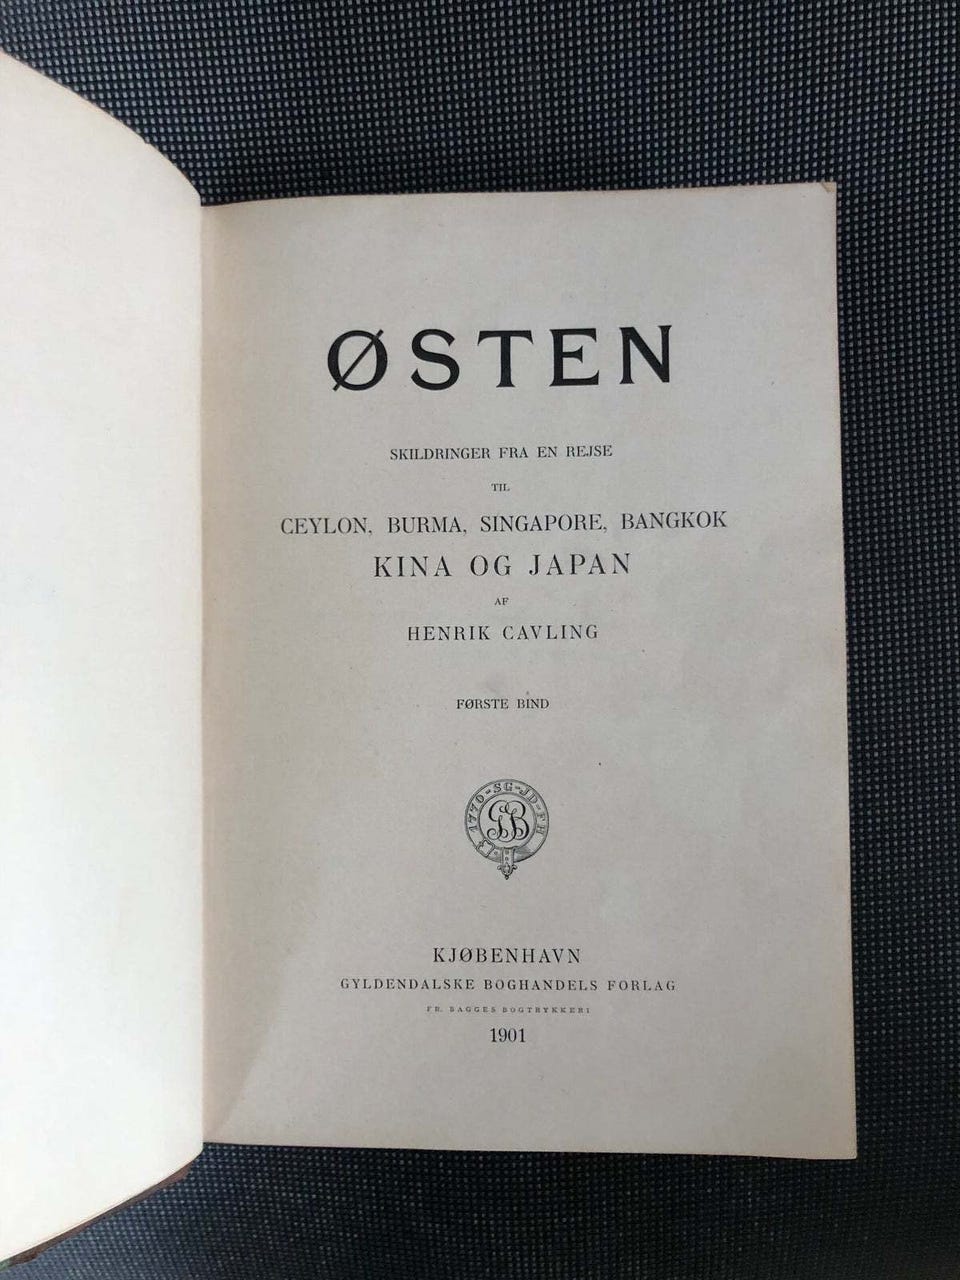 ØSTEN
SKILDRINGER FRA EN REJSE
TIL
CEYLON, BURMA, SINGAPORE, BANGKOK
KINA OG JAPAN
AF
HENRIK CAVLING
FØRSTE BIND
1770-SG-JD-FH
GB
KJØBENHAVN
GYLDENDALSKE BOGHANDELS FORLAG
FR. BAGGES BOGTRYKKERI
1901